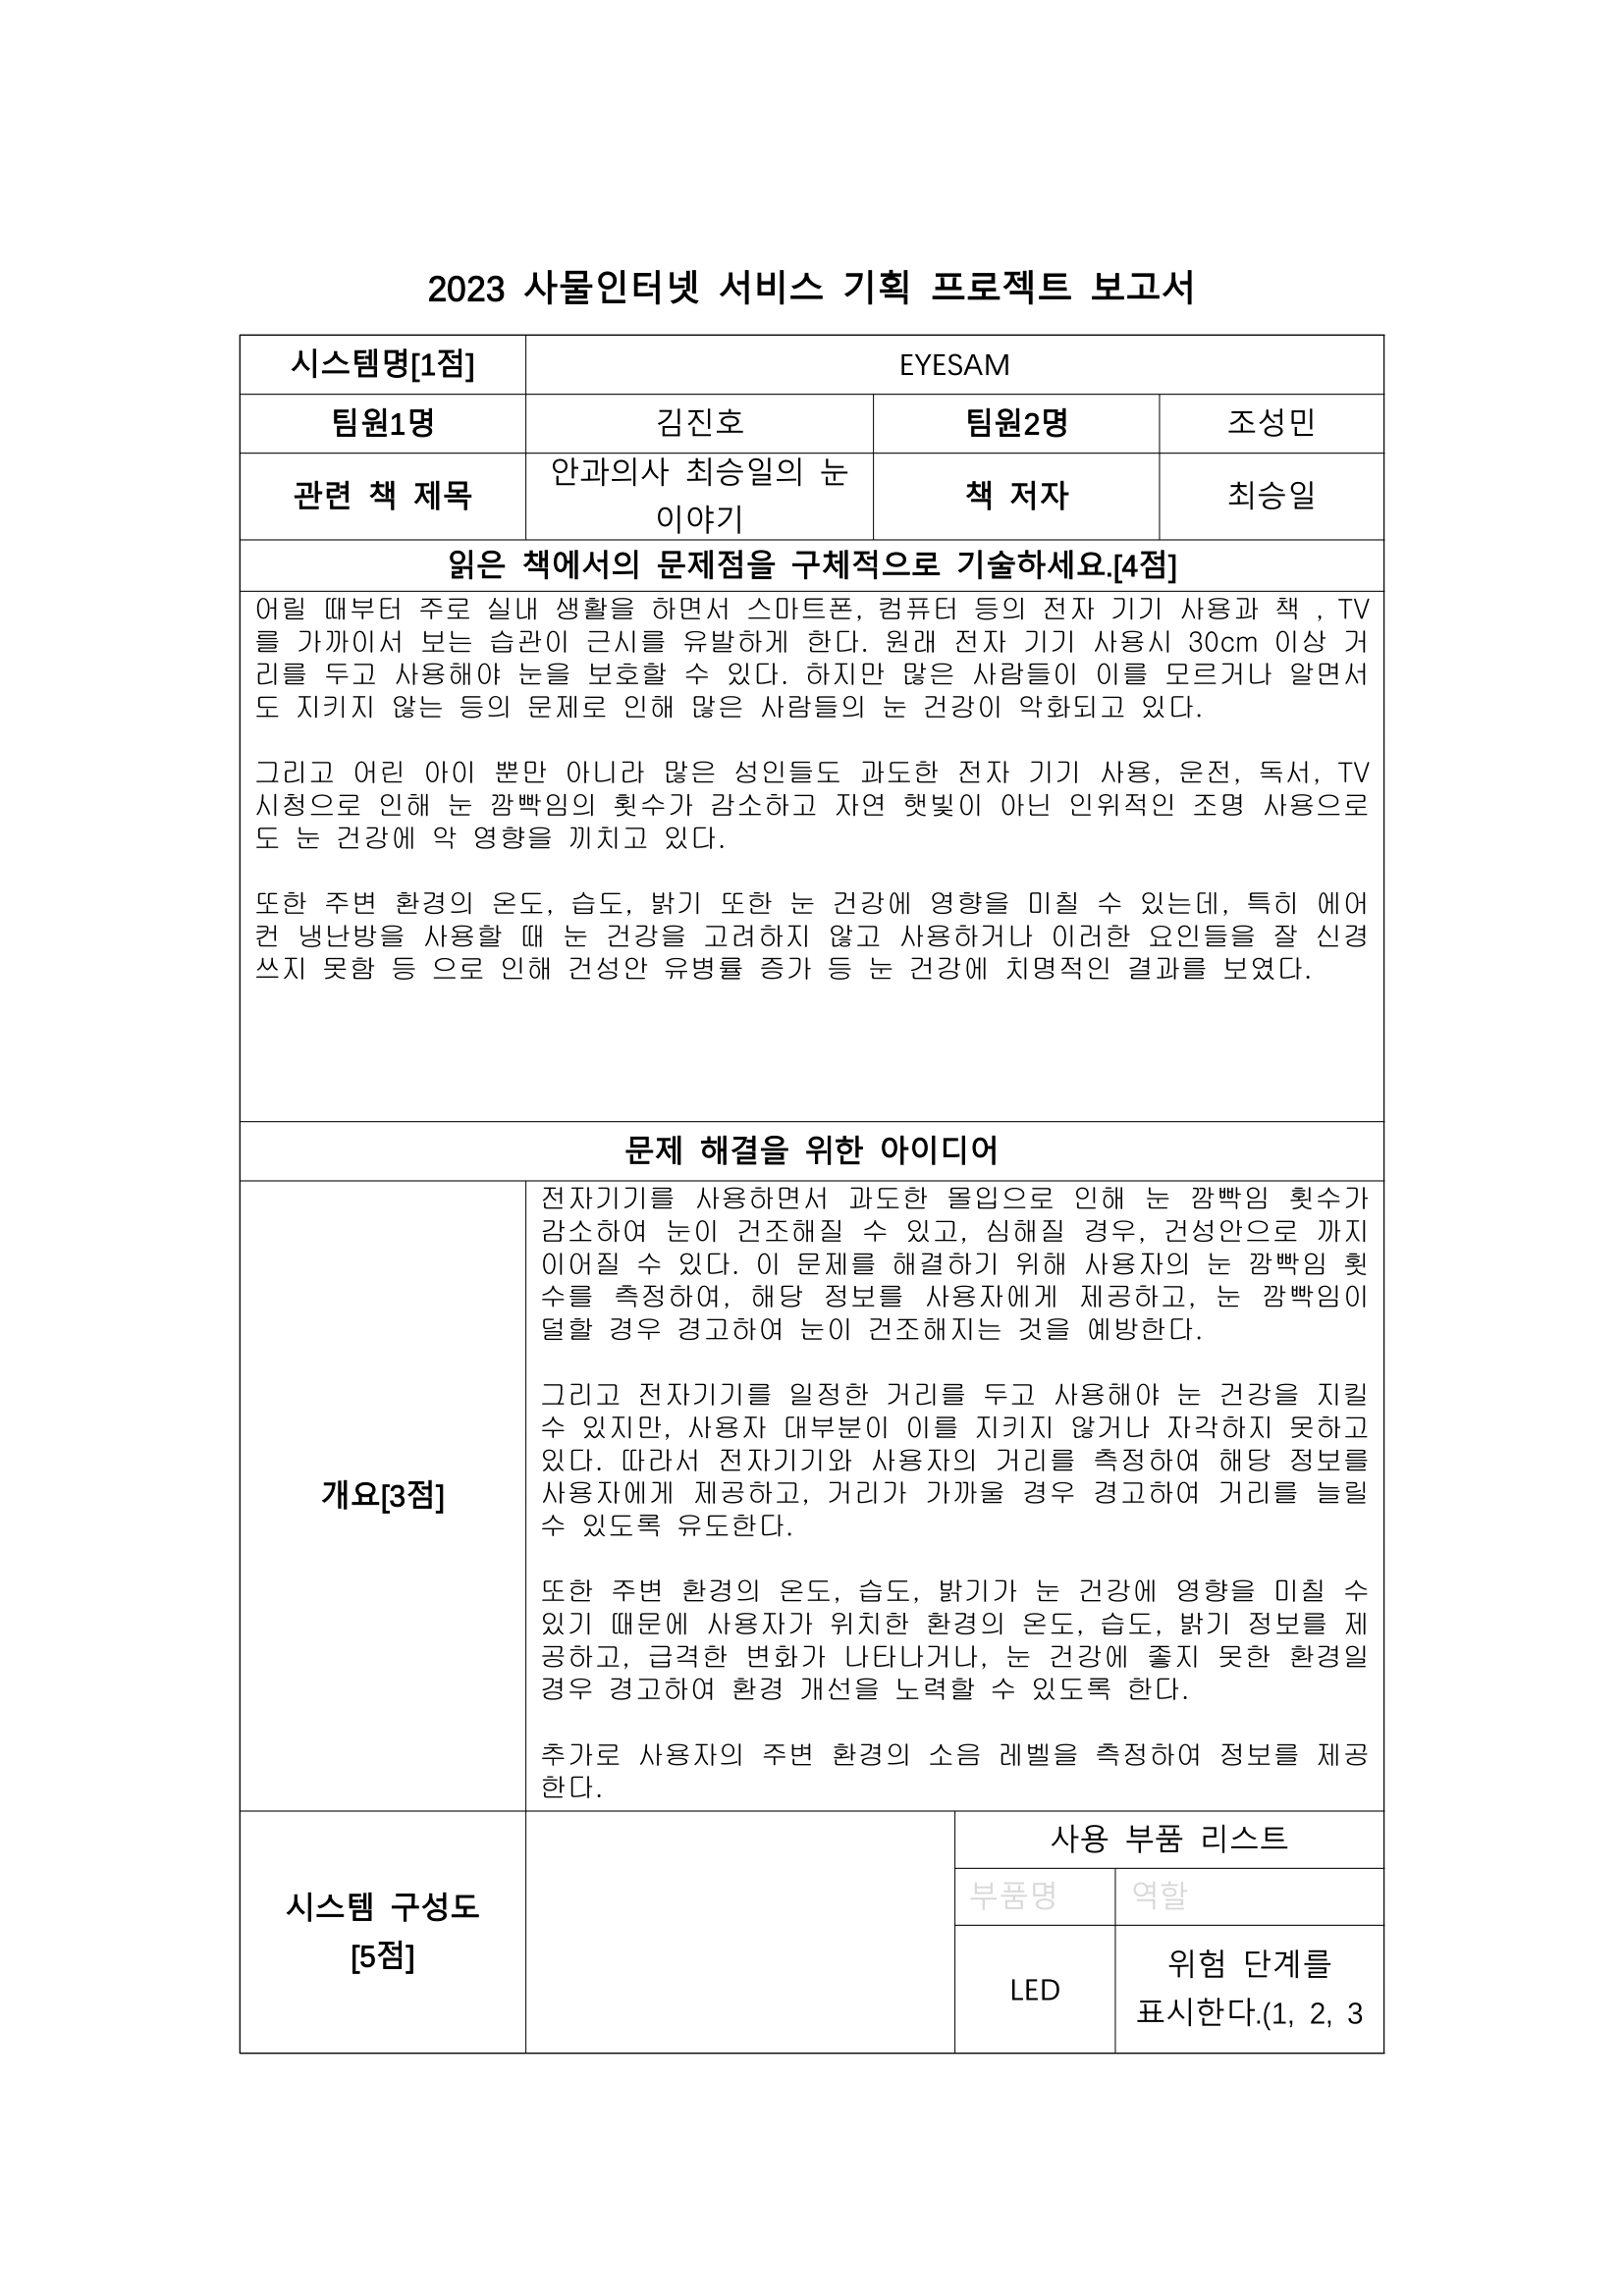 2023 사물인터넷 서비스 기획 프로젝트 보고서
시스템명[1점]
EYESAM
팀원1명
김진호
팀원2명
조성민
관련 책 제목
안과의사 최승일의 눈
이야기
책 저자
최승일
읽은 책에서의 문제점을 구체적으로 기술하세요.[4점]
어릴 때부터 주로 실내 생활을 하면서 스마트폰, 컴퓨터 등의 전자 기기 사용과 책 , TV
를 가까이서 보는 습관이 근시를 유발하게 한다. 원래 전자 기기 사용시 30cm 이상 거
리를 두고 사용해야 눈을 보호할 수 있다. 하지만 많은 사람들이 이를 모르거나 알면서
도 지키지 않는 등의 문제로 인해 많은 사람들의 눈 건강이 악화되고 있다.
그리고 어린 아이 뿐만 아니라 많은 성인들도 과도한 전자 기기 사용, 운전, 독서, TV
시청으로 인해 눈 깜빡임의 횟수가 감소하고 자연 햇빛이 아닌 인위적인 조명 사용으로
도 눈 건강에 악 영향을 끼치고 있다.
또한 주변 환경의 온도, 습도, 밝기 또한 눈 건강에 영향을 미칠 수 있는데, 특히 에어
컨 냉난방을 사용할 때 눈 건강을 고려하지 않고 사용하거나 이러한 요인들을 잘 신경
쓰지 못함 등 으로 인해 건성안 유병률 증가 등 눈 건강에 치명적인 결과를 보였다.
문제 해결을 위한 아이디어
개요[3점]
전자기기를 사용하면서 과도한 몰입으로 인해 눈 깜빡임 횟수가
감소하여 눈이 건조해질 수 있고, 심해질 경우, 건성안으로 까지
이어질 수 있다. 이 문제를 해결하기 위해 사용자의 눈 깜빡임 횟
수를 측정하여, 해당 정보를 사용자에게 제공하고, 눈 깜빡임이
덜할 경우 경고하여 눈이 건조해지는 것을 예방한다.
그리고 전자기기를 일정한 거리를 두고 사용해야 눈 건강을 지킬
수 있지만, 사용자 대부분이 이를 지키지 않거나 자각하지 못하고
있다. 따라서 전자기기와 사용자의 거리를 측정하여 해당 정보를
사용자에게 제공하고, 거리가 가까울 경우 경고하여 거리를 늘릴
수 있도록 유도한다.
또한 주변 환경의 온도, 습도, 밝기가 눈 건강에 영향을 미칠 수
있기 때문에 사용자가 위치한 환경의 온도, 습도, 밝기 정보를 제
공하고, 급격한 변화가 나타나거나, 눈 건강에 좋지 못한 환경일
경우 경고하여 환경 개선을 노력할 수 있도록 한다.
추가로 사용자의 주변 환경의 소음 레벨을 측정하여 정보를 제공
한다.
시스템 구성도
[5점]
사용 부품 리스트
부품명
역할
LED
위험 단계를
표시한다.(1, 2, 3